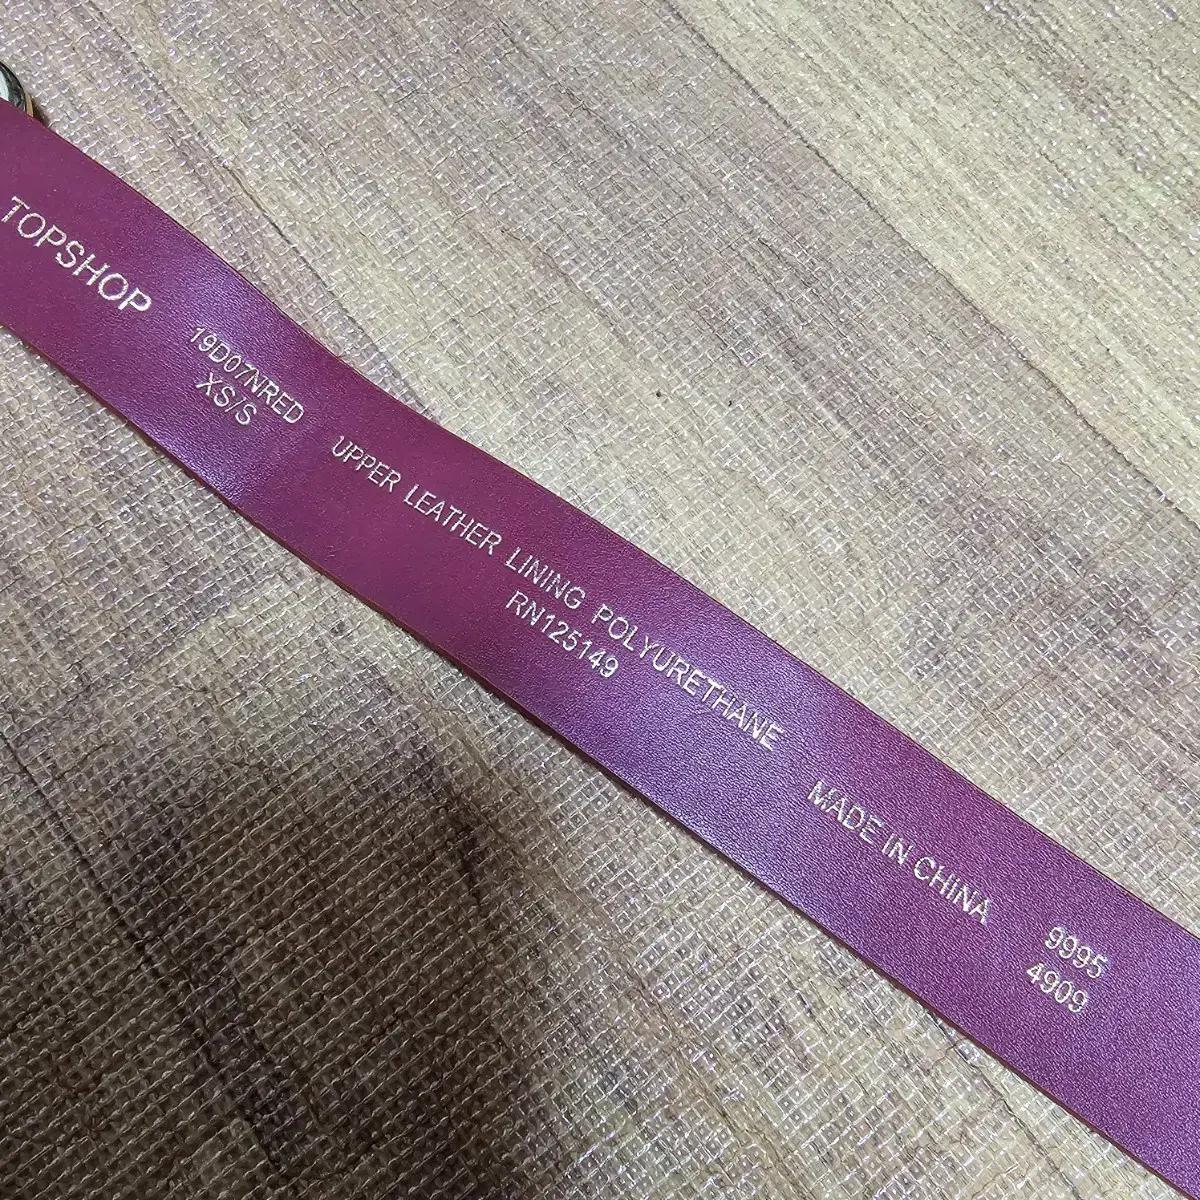 TOPSHOP
19D07NRED
XS/S
UPPER LEATHER LINING POLYURETHANE
RN125149
MADE IN CHINA
9995
4909